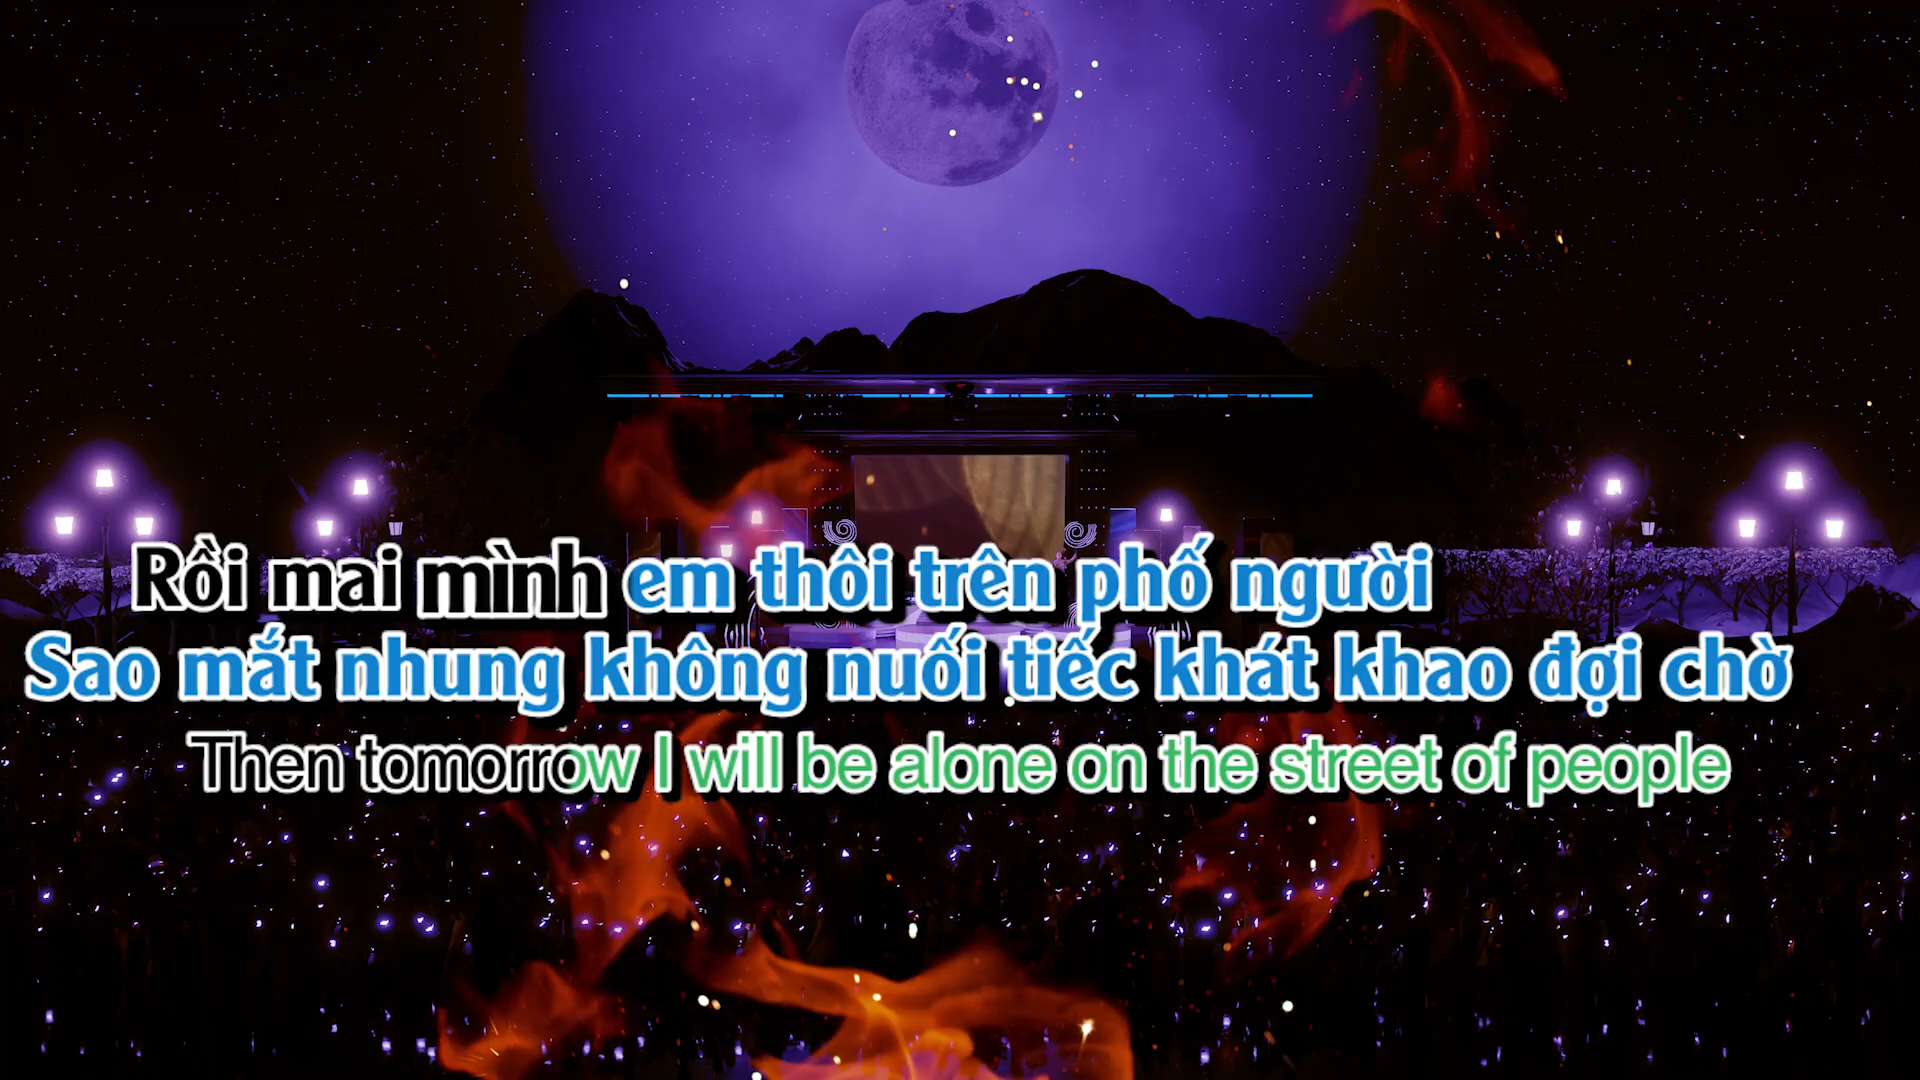 Rồi mai mình em thôi trên phố người
Sao mắt nhung không nuối tiếc khát khao đợi chờ
Then tomorrow I will be alone on the street of people